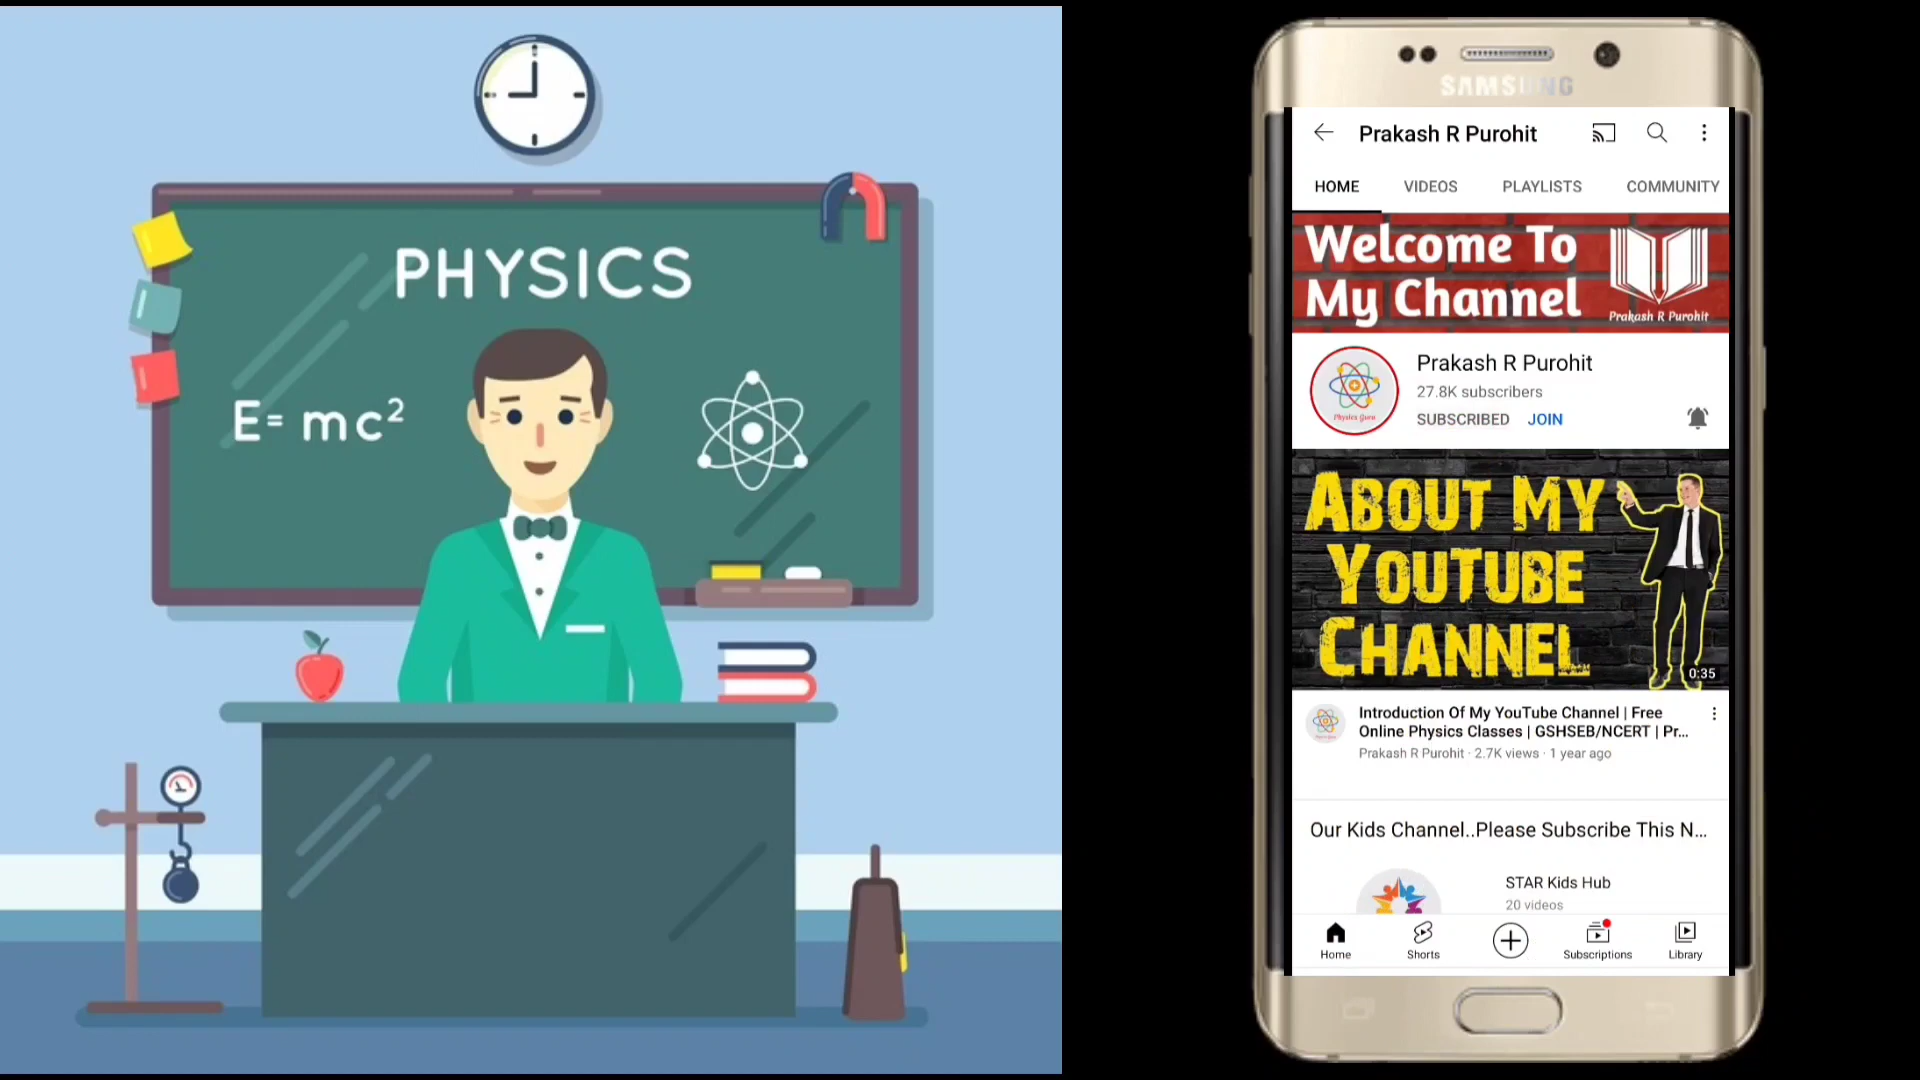 PHYSICS
E= mc²
SAMSUNG
Prakash R Purohit
HOME VIDEOS PLAYLISTS COMMUNITY
Welcome To
My Channel
Prakash R Purohit
Prakash R Purohit
27.8K subscribers
SUBSCRIBED JOIN
Physics Guru
ABOUT MY
YOUTUBE
CHANNEL
0:35
Introduction Of My YouTube Channel | Free
Online Physics Classes | GSHSEB/NCERT | Pr...
Prakash R Purohit · 2.7K views · 1 year ago
Our Kids Channel..Please Subscribe This N...
STAR Kids Hub
20 videos
Home Shorts Subscriptions Library